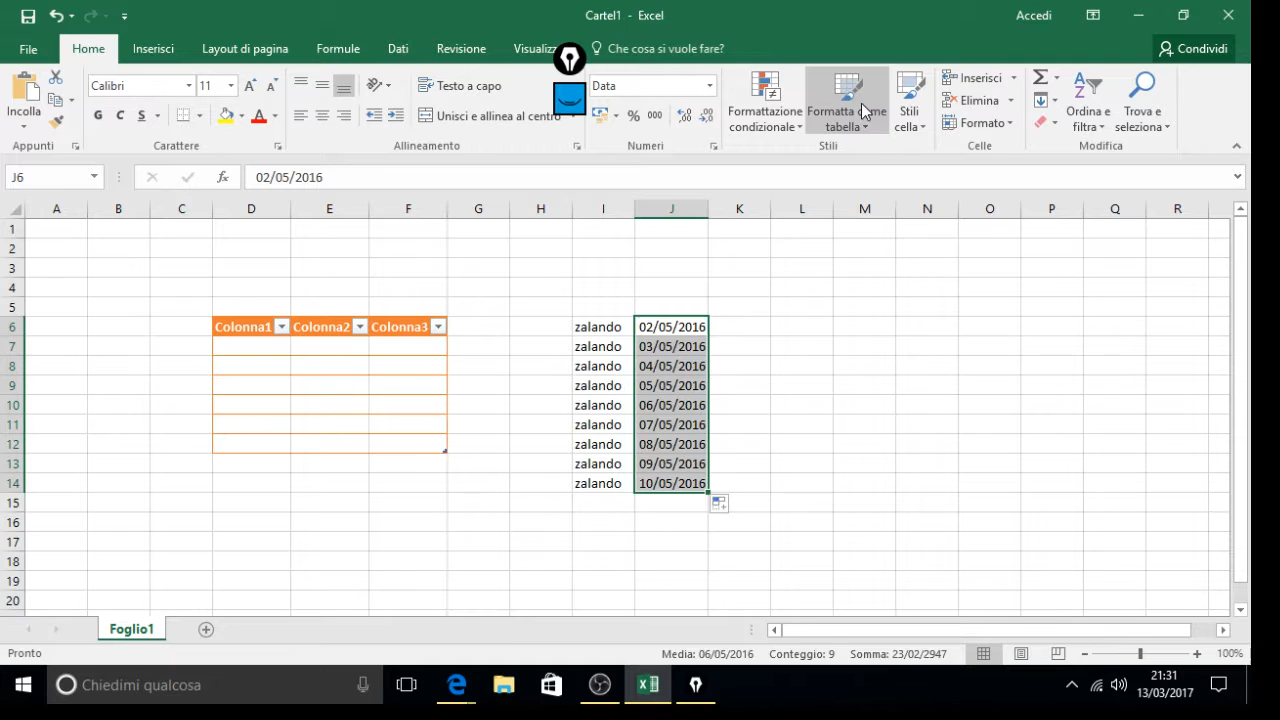 Cartel1 - Excel
Accedi
File Home Inserisci Layout di pagina Formule Dati Revisione Visualizz Che cosa si vuole fare? Condividi
Incolla
Calibri 11
G C S
Testo a capo
Unisci e allinea al centro
Data
% 000
Formattazione condizionale
Formatta come tabella
Stili cella
Inserisci
Elimina
Formato
Ordina e filtra
Trova e seleziona
Appunti Carattere Allineamento Numeri Stili Celle Modifica
J6 fx 02/05/2016
A B C D E F G H I J K L M N O P Q R
1
2
3
4
5
6 Colonna1 Colonna2 Colonna3 zalando 02/05/2016
7 zalando 03/05/2016
8 zalando 04/05/2016
9 zalando 05/05/2016
10 zalando 06/05/2016
11 zalando 07/05/2016
12 zalando 08/05/2016
13 zalando 09/05/2016
14 zalando 10/05/2016
15
16
17
18
19
20
Foglio1
Pronto Media: 06/05/2016 Conteggio: 9 Somma: 23/02/2947 100%
Chiedimi qualcosa
21:31
13/03/2017